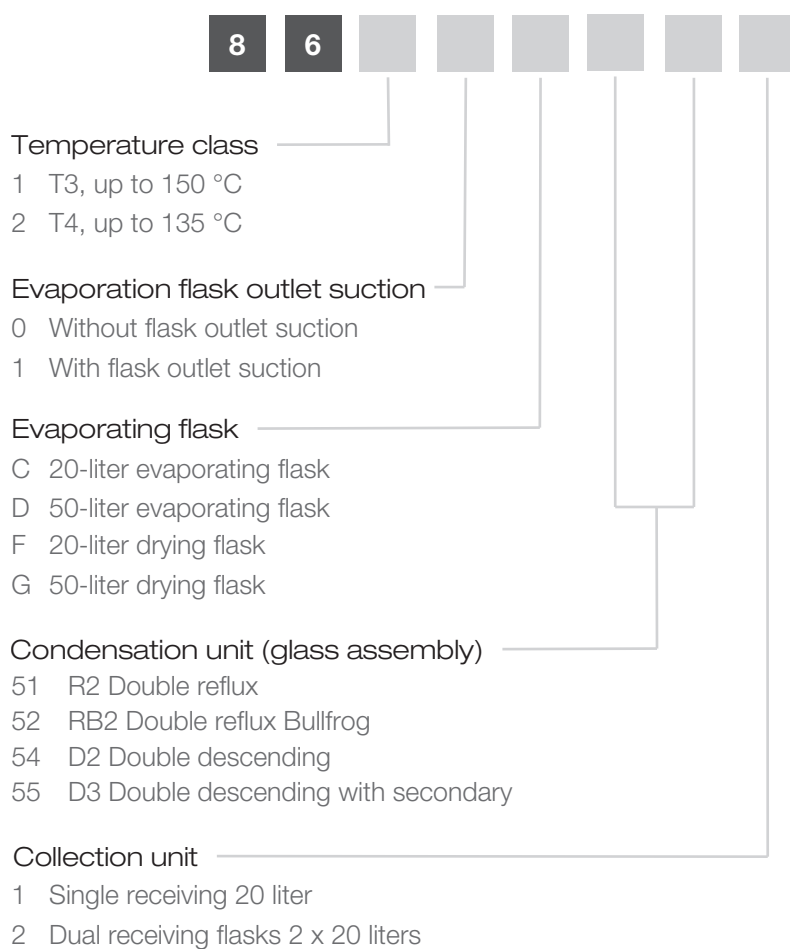 8 6
Temperature class
1 T3, up to 150 °C
2 T4, up to 135 °C
Evaporation flask outlet suction
0 Without flask outlet suction
1 With flask outlet suction
Evaporating flask
C 20-liter evaporating flask
D 50-liter evaporating flask
F 20-liter drying flask
G 50-liter drying flask
Condensation unit (glass assembly)
51 R2 Double reflux
52 RB2 Double reflux Bullfrog
54 D2 Double descending
55 D3 Double descending with secondary
Collection unit
1 Single receiving 20 liter
2 Dual receiving flasks 2 x 20 liters